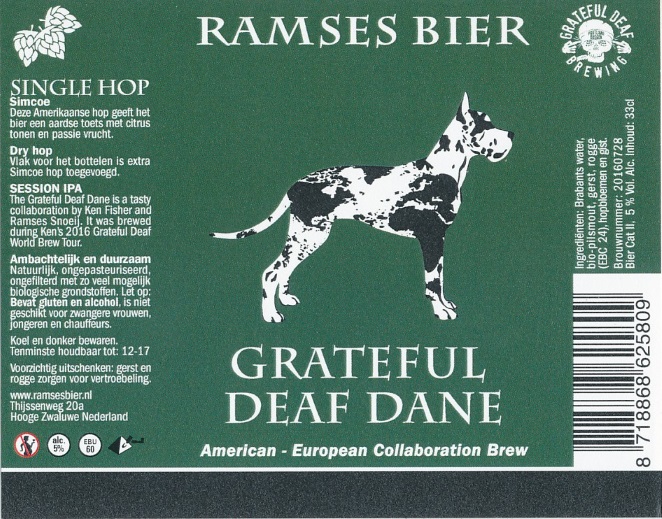 RAMSES BIER
SINGLE HOP
Simcoe
Deze Amerikaanse hop geeft het
bier een aardse toets met citrus
tonen en passie vrucht.
Dry hop
Vlak voor het bottelen is extra
Simcoe hop toegevoegd.
SESSION IPA
The Grateful Deaf Dane is a tasty
collaboration by Ken Fisher and
Ramses Snoeij. It was brewed
during Ken's 2016 Grateful Deaf
World Brew Tour.
Ambachtelijk en duurzaam
Natuurlijk, ongepasteuriseerd,
ongefilterd met zo veel mogelijk
biologische grondstoffen. Let op:
Bevat gluten en alcohol, is niet
geschikt voor zwangere vrouwen,
jongeren en chauffeurs.
Koel en donker bewaren.
Tenminste houdbaar tot: 12-17
Voorzichtig uitschenken: gerst en
rogge zorgen voor vertroebeling.
www.ramsesbier.nl
Thijssenweg 20a
Hooge Zwaluwe Nederland
alc.
5%
EBU
60
GRATEFUL
DEAF DANE
American - European Collaboration Brew
GRATEFUL DEAF
BREWING
Ingrediënten: Brabants water,
bio-pilsmout, gerst, rogge
(EBC 24), hopbloemen en gist.
Brouwnummer: 20160728
Bier Cat II, 5 % Vol. Alc. Inhoud: 33cl
8 718868 625809